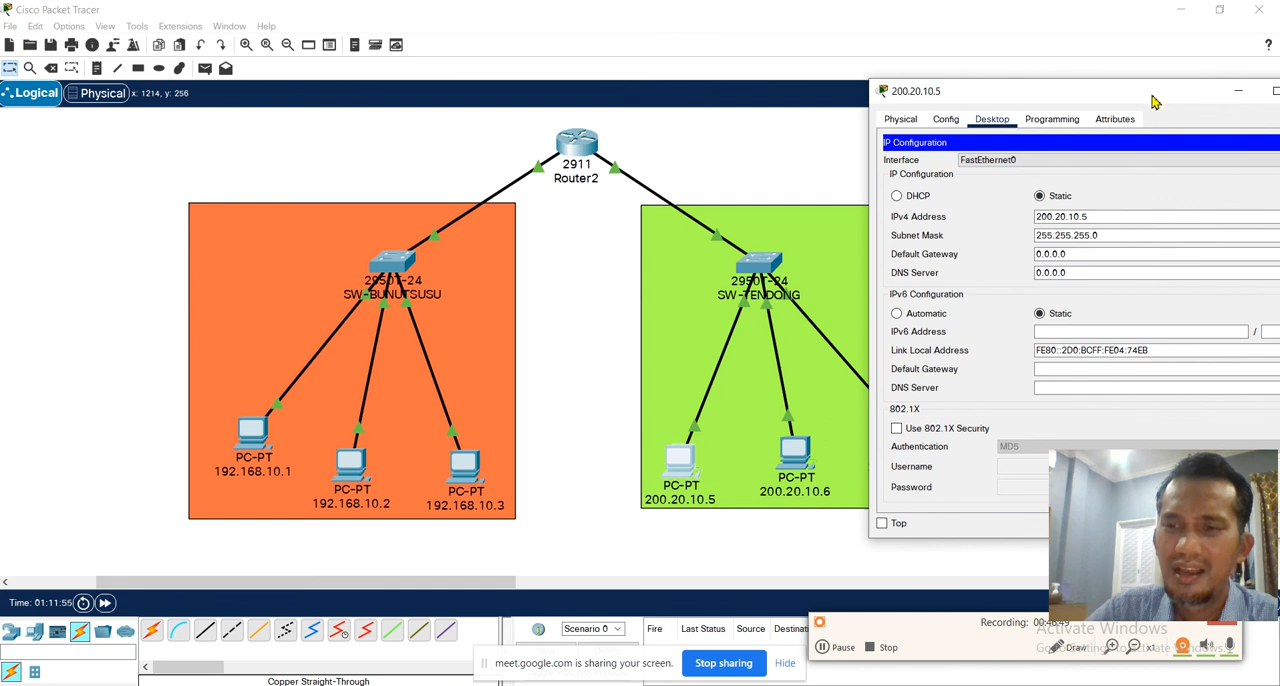 Cisco Packet Tracer
File Edit Options View Tools Extensions Window Help
?
Logical Physical x: 1214, y: 256
200.20.10.5
Physical Config Desktop Programming Attributes
IP Configuration
Interface FastEthernet0
IP Configuration
DHCP Static
IPv4 Address 200.20.10.5
Subnet Mask 255.255.255.0
Default Gateway 0.0.0.0
DNS Server 0.0.0.0
IPv6 Configuration
Automatic Static
IPv6 Address /
Link Local Address FE80::2D0:BCFF:FE04:74EB
Default Gateway
DNS Server
802.1X
Use 802.1X Security
Authentication MD5
Username
Password
Top
2911
Router2
2950T-24
SW-BUNUTSUSU
2950T-24
SW-TENDONG
PC-PT
192.168.10.1
PC-PT
192.168.10.2
PC-PT
192.168.10.3
PC-PT
200.20.10.5
PC-PT
200.20.10.6
Time: 01:11:55
Scenario 0
Fire Last Status Source
Recording: 00:46:49
Activate Windows
Pause Stop Draw x1
meet.google.com is sharing your screen. Stop sharing Hide
Copper Straight-Through